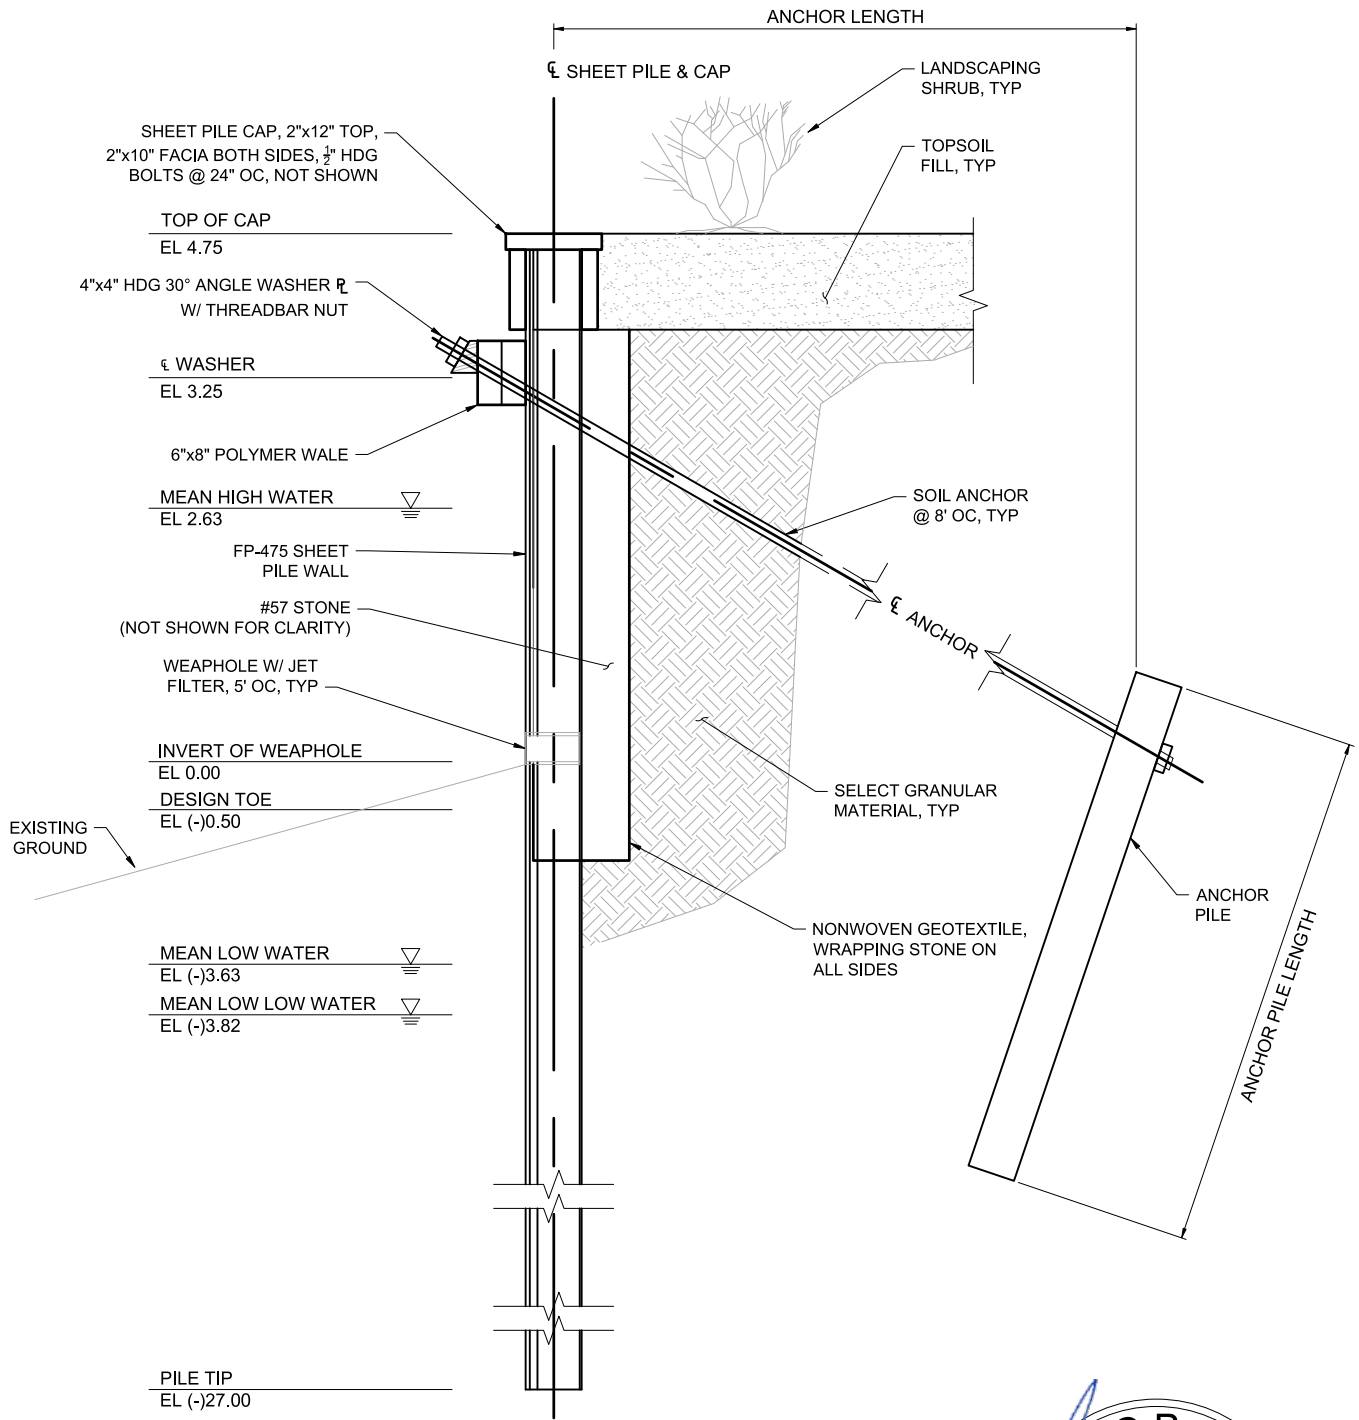 ANCHOR LENGTH
℄ SHEET PILE & CAP
LANDSCAPING
SHRUB, TYP
SHEET PILE CAP, 2"x12" TOP,
2"x10" FACIA BOTH SIDES, ½" HDG
BOLTS @ 24" OC, NOT SHOWN
TOPSOIL
FILL, TYP
TOP OF CAP
EL 4.75
4"x4" HDG 30° ANGLE WASHER PL
W/ THREADBAR NUT
℄ WASHER
EL 3.25
6"x8" POLYMER WALE
MEAN HIGH WATER
EL 2.63
SOIL ANCHOR
@ 8' OC, TYP
FP-475 SHEET
PILE WALL
#57 STONE
(NOT SHOWN FOR CLARITY)
℄ ANCHOR
WEAPHOLE W/ JET
FILTER, 5' OC, TYP
INVERT OF WEAPHOLE
EL 0.00
DESIGN TOE
EL (-)0.50
SELECT GRANULAR
MATERIAL, TYP
EXISTING
GROUND
ANCHOR
PILE
NONWOVEN GEOTEXTILE,
WRAPPING STONE ON
ALL SIDES
ANCHOR PILE LENGTH
MEAN LOW WATER
EL (-)3.63
MEAN LOW LOW WATER
EL (-)3.82
PILE TIP
EL (-)27.00